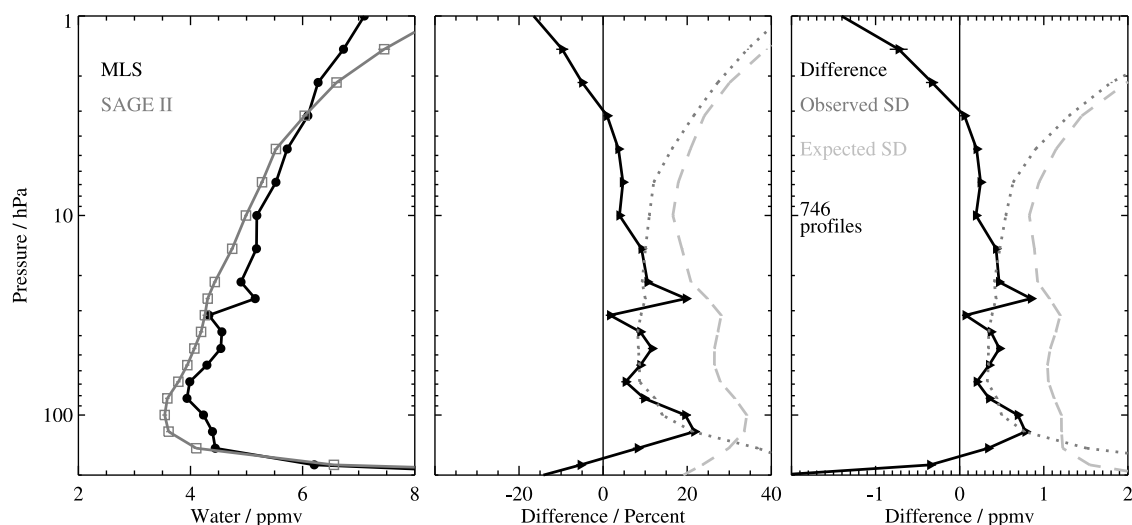 1
10
100
Pressure / hPa
MLS
SAGE II
2
4
6
8
Water / ppmv
-20
0
20
40
Difference / Percent
Difference
Observed SD
Expected SD
746
profiles
-1
0
1
2
Difference / ppmv